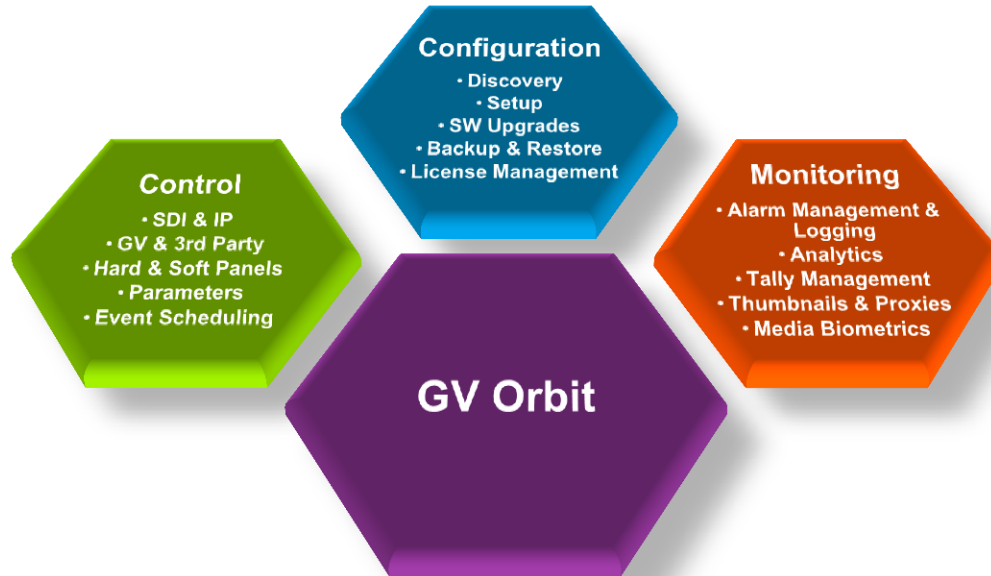 Configuration
• Discovery
• Setup
• SW Upgrades
• Backup & Restore
• License Management
Control
• SDI & IP
• GV & 3rd Party
• Hard & Soft Panels
• Parameters
• Event Scheduling
Monitoring
• Alarm Management &
Logging
• Analytics
• Tally Management
• Thumbnails & Proxies
• Media Biometrics
GV Orbit